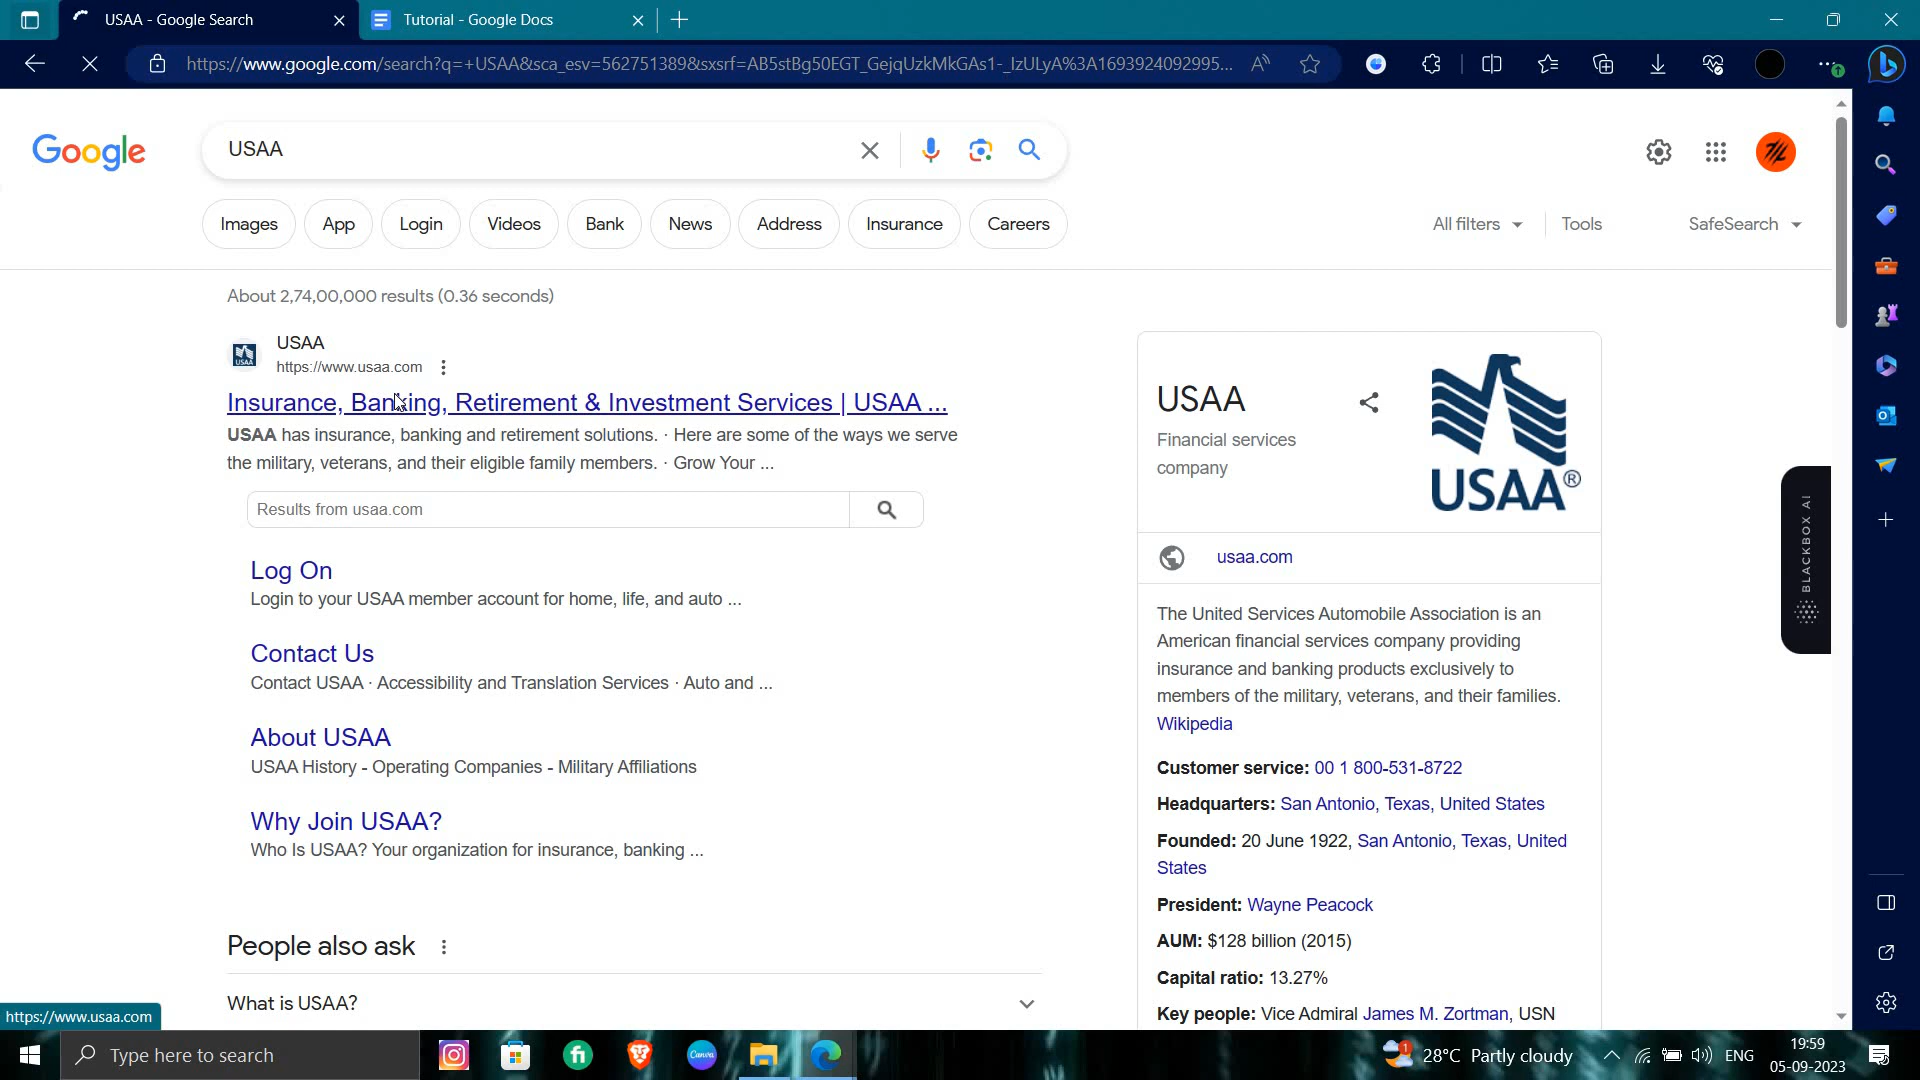 USAA - Google Search
Tutorial - Google Docs
https://www.google.com/search?q=+USAA&sca_esv=562751389&sxsrf=AB5stBg50EGT_GejqUzkMkGAs1-_IzULyA%3A1693924092995...
Google
USAA
Images
App
Login
Videos
Bank
News
Address
Insurance
Careers
All filters
Tools
SafeSearch
About 2,74,00,000 results (0.36 seconds)
USAA
USAA
https://www.usaa.com
Insurance, Banking, Retirement & Investment Services | USAA ...
USAA has insurance, banking and retirement solutions. · Here are some of the ways we serve
the military, veterans, and their eligible family members. · Grow Your ...
Results from usaa.com
Log On
Login to your USAA member account for home, life, and auto ...
Contact Us
Contact USAA · Accessibility and Translation Services · Auto and ...
About USAA
USAA History - Operating Companies - Military Affiliations
Why Join USAA?
Who Is USAA? Your organization for insurance, banking ...
People also ask
What is USAA?
USAA
Financial services
company
USAA®
usaa.com
The United Services Automobile Association is an
American financial services company providing
insurance and banking products exclusively to
members of the military, veterans, and their families.
Wikipedia
Customer service: 00 1 800-531-8722
Headquarters: San Antonio, Texas, United States
Founded: 20 June 1922, San Antonio, Texas, United
States
President: Wayne Peacock
AUM: $128 billion (2015)
Capital ratio: 13.27%
Key people: Vice Admiral James M. Zortman, USN
BLACKBOX AI
https://www.usaa.com
Type here to search
fi
Canva
1
28°C Partly cloudy
ENG
19:59
05-09-2023